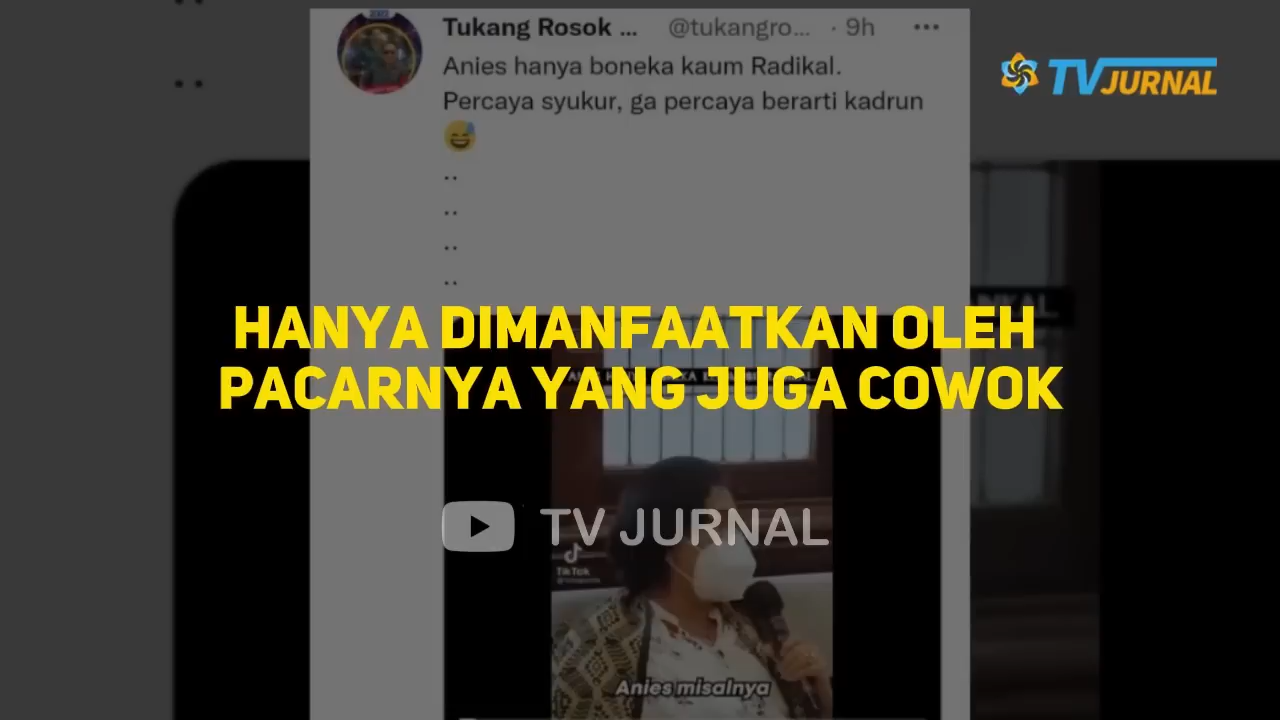 Tukang Rosok ... @tukangro... · 9h ...
TV JURNAL
Anies hanya boneka kaum Radikal.
Percaya syukur, ga percaya berarti kadrun
😅
..
..
..
..
HANYA DIMANFAATKAN OLEH
PACARNYA YANG JUGA COWOK
TV JURNAL
TikTok
Anies misalnya